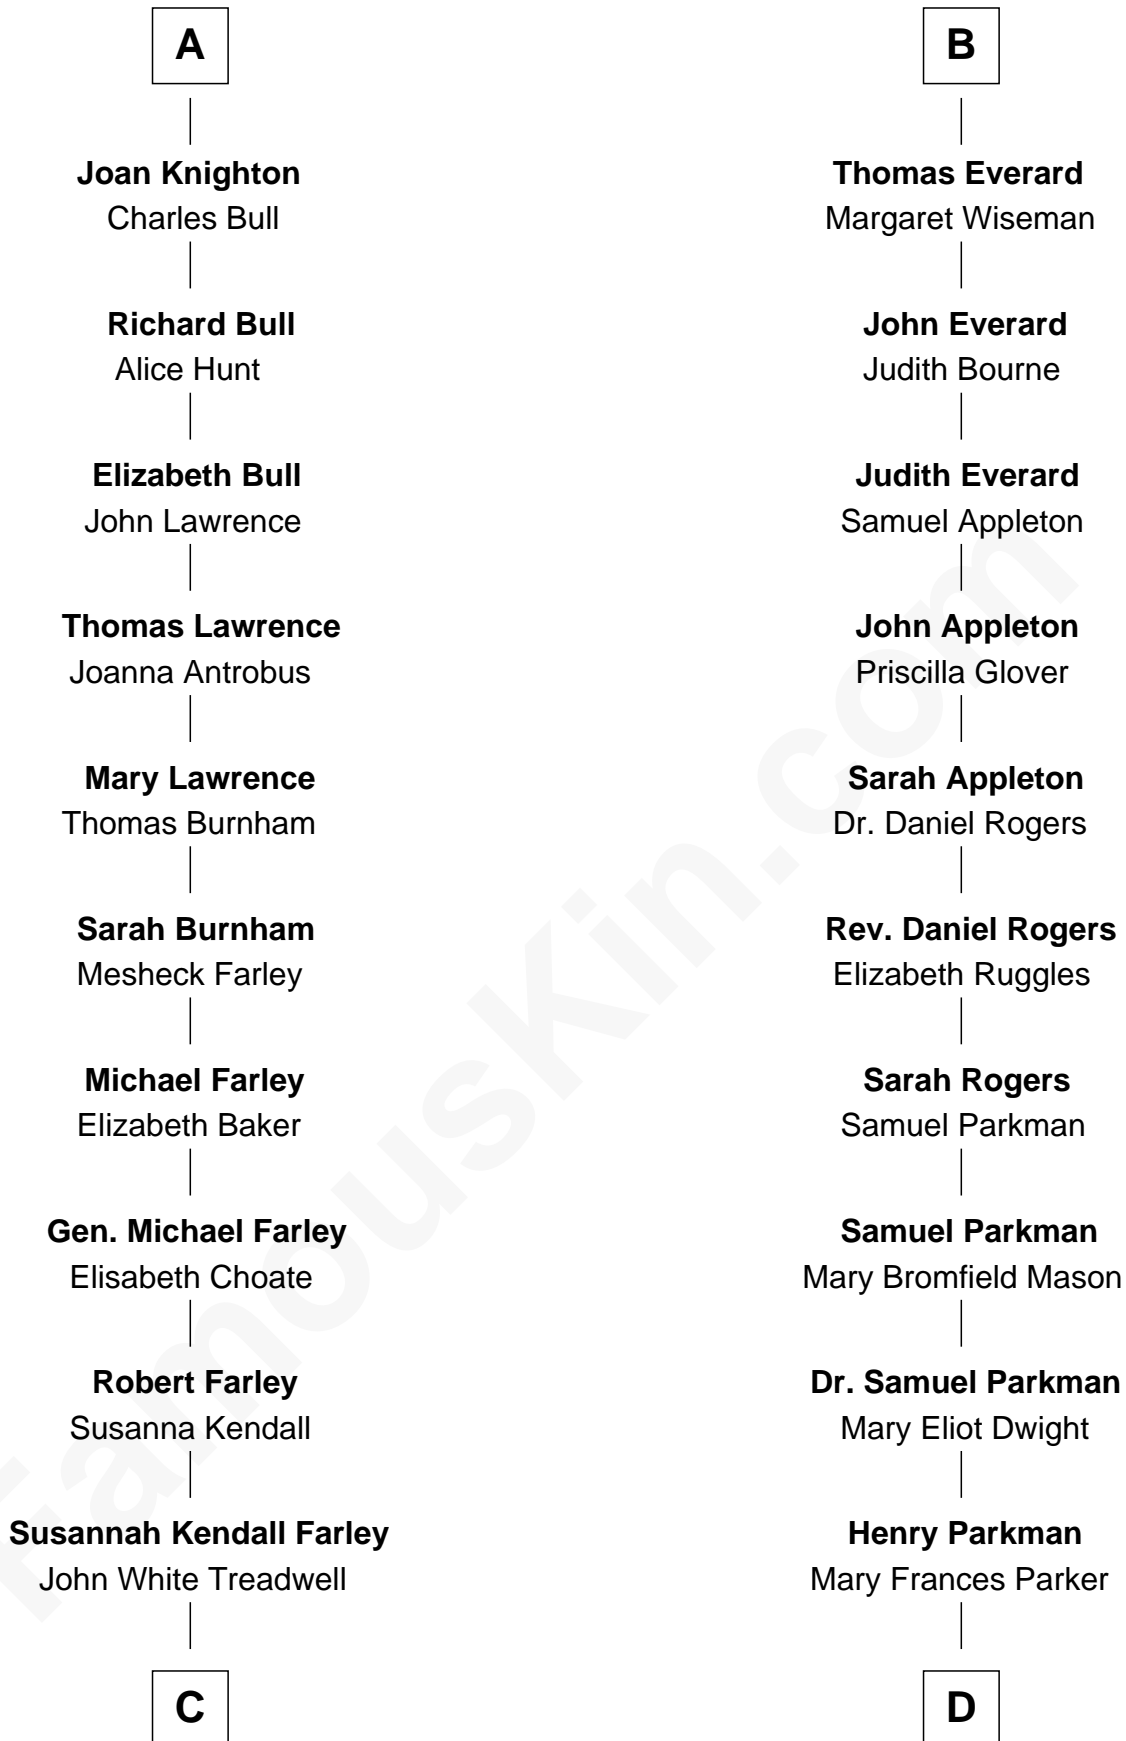 A
Joan Knighton
Charles Bull
Richard Bull
Alice Hunt
Elizabeth Bull
John Lawrence
Thomas Lawrence
Joanna Antrobus
Mary Lawrence
Thomas Burnham
Sarah Burnham
Mesheck Farley
Michael Farley
Elizabeth Baker
Gen. Michael Farley
Elisabeth Choate
Robert Farley
Susanna Kendall
Susannah Kendall Farley
John White Treadwell
C
B
Thomas Everard
Margaret Wiseman
John Everard
Judith Bourne
Judith Everard
Samuel Appleton
John Appleton
Priscilla Glover
Sarah Appleton
Dr. Daniel Rogers
Rev. Daniel Rogers
Elizabeth Ruggles
Sarah Rogers
Samuel Parkman
Samuel Parkman
Mary Bromfield Mason
Dr. Samuel Parkman
Mary Eliot Dwight
Henry Parkman
Mary Frances Parker
D
FamousKin.com